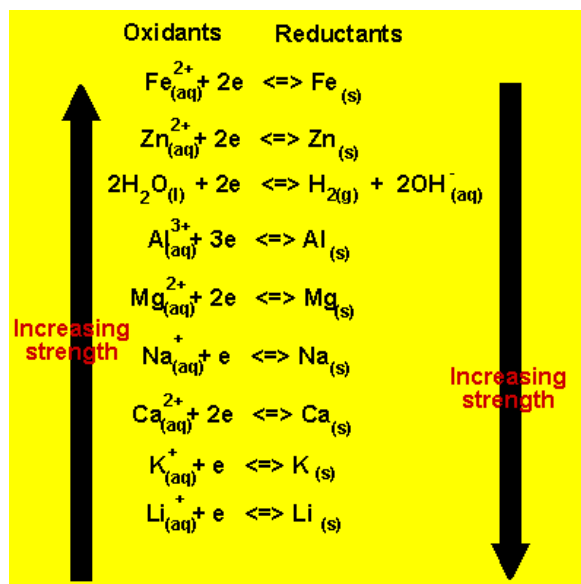 Oxidants Reductants
Fe²⁺(aq) + 2e <=> Fe (s)
Zn²⁺(aq) + 2e <=> Zn (s)
2H₂O(l) + 2e <=> H₂(g) + 2OH⁻(aq)
Al³⁺(aq) + 3e <=> Al (s)
Mg²⁺(aq) + 2e <=> Mg(s)
Increasing strength
Na⁺(aq) + e <=> Na(s)
Increasing strength
Ca²⁺(aq) + 2e <=> Ca(s)
K⁺(aq) + e <=> K (s)
Li⁺(aq) + e <=> Li (s)